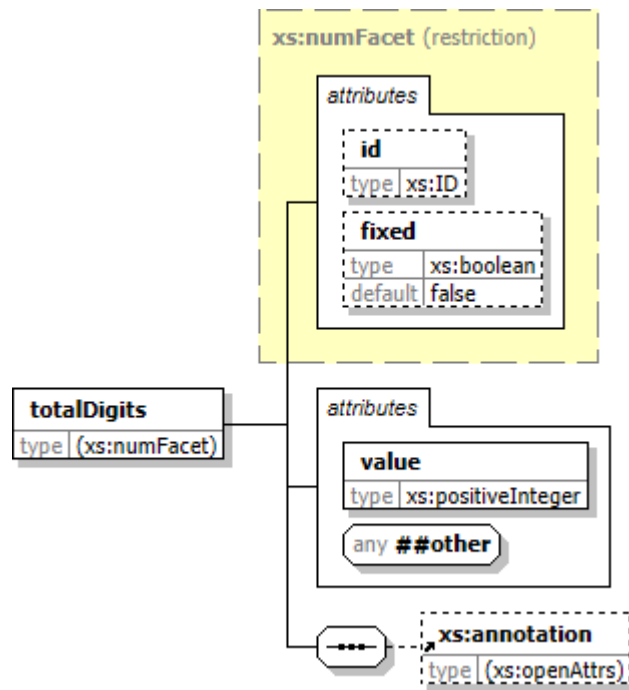 xs:numFacet (restriction)
attributes
id
type xs:ID
fixed
type xs:boolean
default false
totalDigits
type (xs:numFacet)
attributes
value
type xs:positiveInteger
any ##other
xs:annotation
type (xs:openAttrs)